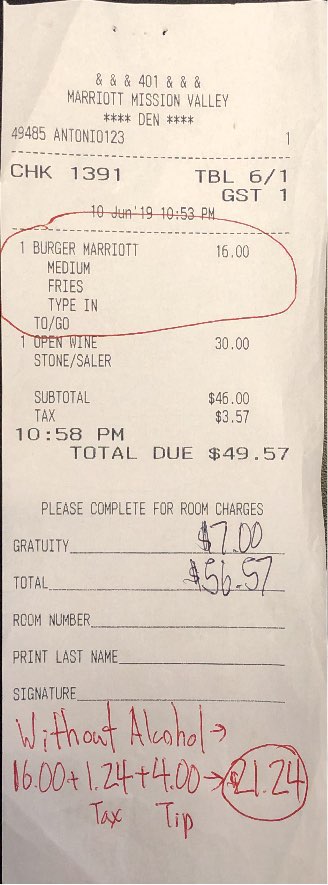 & & & 401 & & &
MARRIOTT MISSION VALLEY
**** DEN ****
49485 ANTONIO123 1
CHK 1391 TBL 6/1
GST 1
10 Jun'19 10:53 PM
1 BURGER MARRIOTT 16.00
MEDIUM
FRIES
TYPE IN
TO/GO
1 OPEN WINE 30.00
STONE/SALER
SUBTOTAL $46.00
TAX $3.57
10:58 PM
TOTAL DUE $49.57
PLEASE COMPLETE FOR ROOM CHARGES
GRATUITY $7.00
TOTAL $56.57
ROOM NUMBER
PRINT LAST NAME
SIGNATURE
Without Alcohol →
16.00 + 1.24 + 4.00 → $21.24
Tax Tip